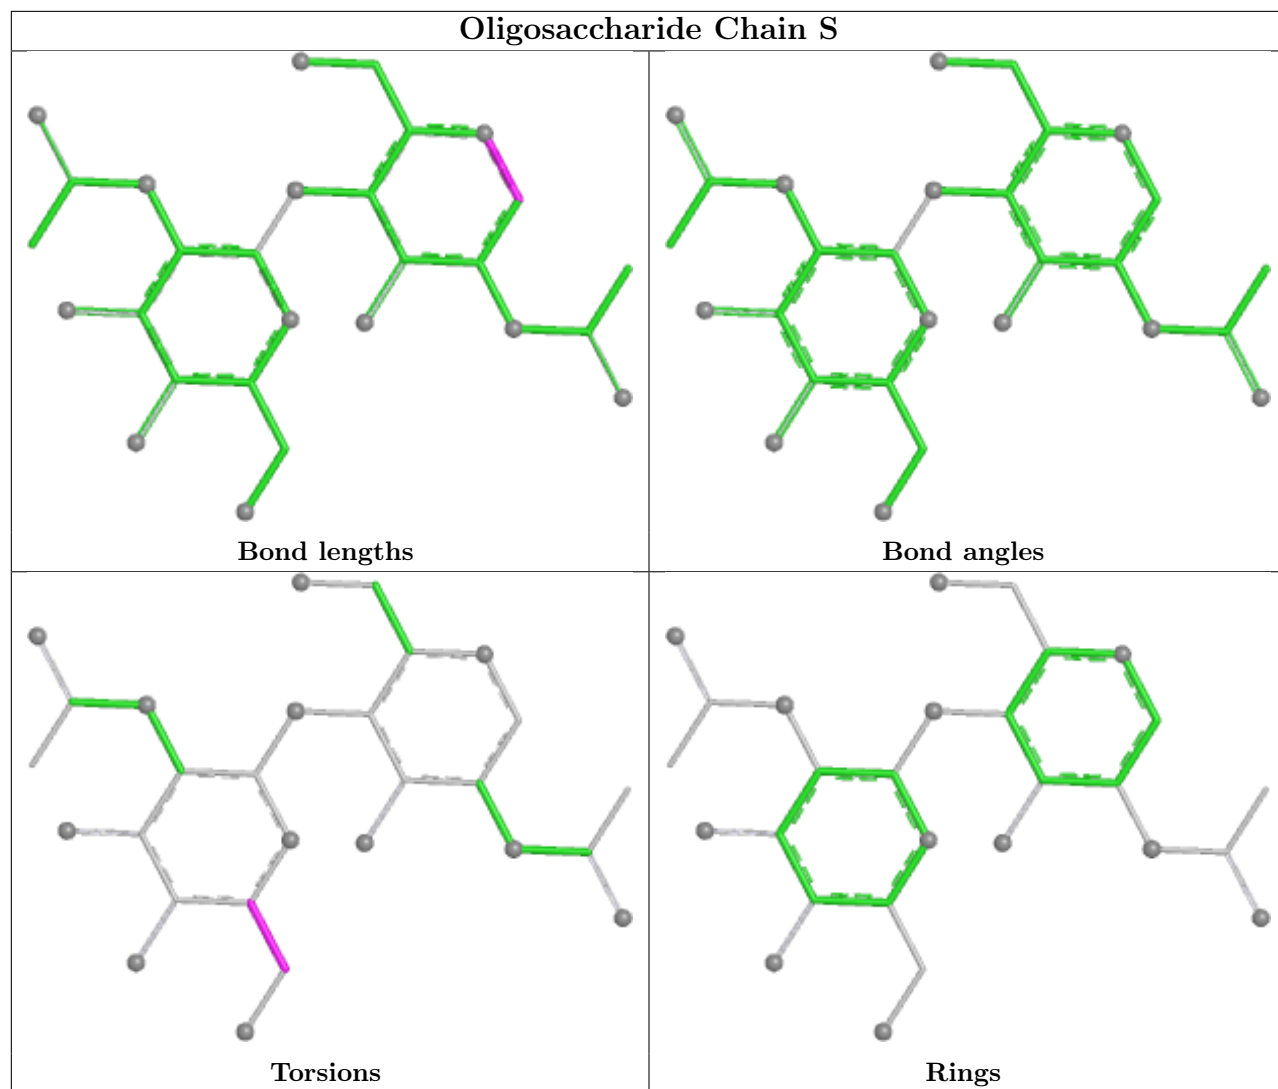 Oligosaccharide Chain S
Bond lengths
Bond angles
Torsions
Rings